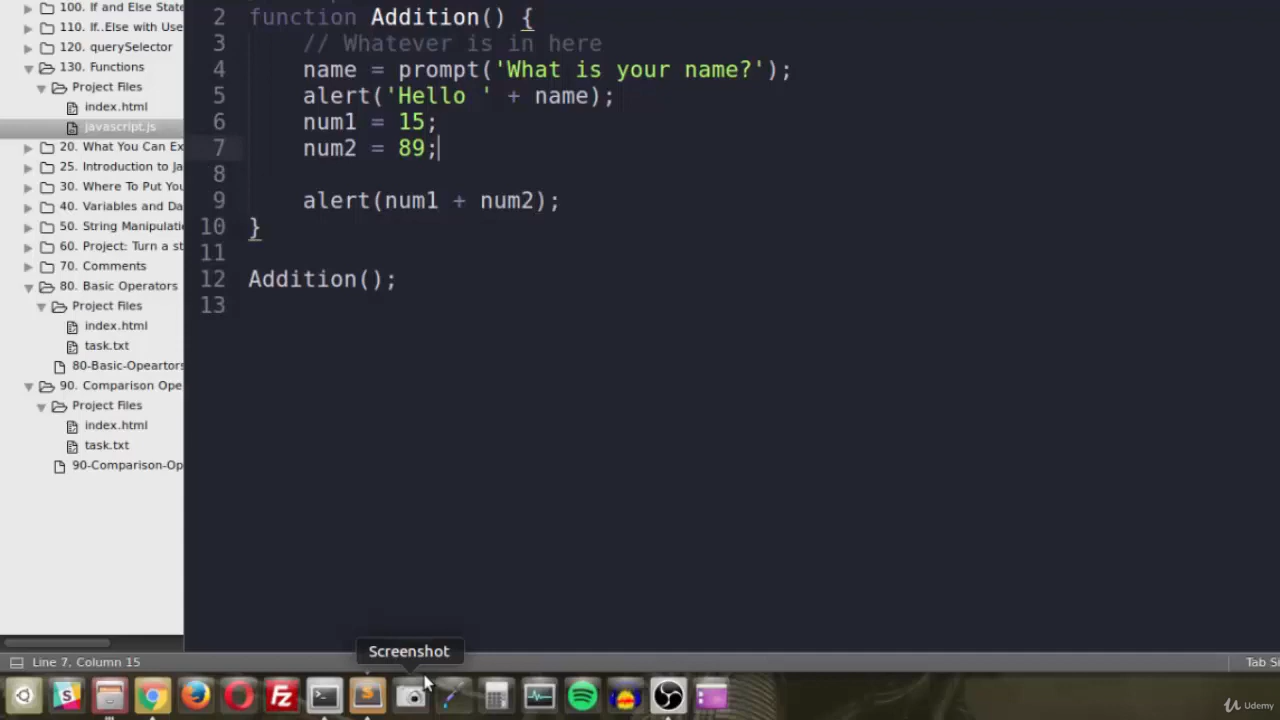 100. If and Else State
110. If..Else with Use
120. querySelector
130. Functions
Project Files
index.html
javascript.js
20. What You Can Ex
25. Introduction to Ja
30. Where To Put You
40. Variables and Da
50. String Manipulati
60. Project: Turn a st
70. Comments
80. Basic Operators
Project Files
index.html
task.txt
80-Basic-Opeartors
90. Comparison Ope
Project Files
index.html
task.txt
90-Comparison-Op
2 function Addition() {
3 // Whatever is in here
4 name = prompt('What is your name?');
5 alert('Hello ' + name);
6 num1 = 15;
7 num2 = 89;
8
9 alert(num1 + num2);
10 }
11
12 Addition();
13
Screenshot
Line 7, Column 15
Tab Si
Udemy